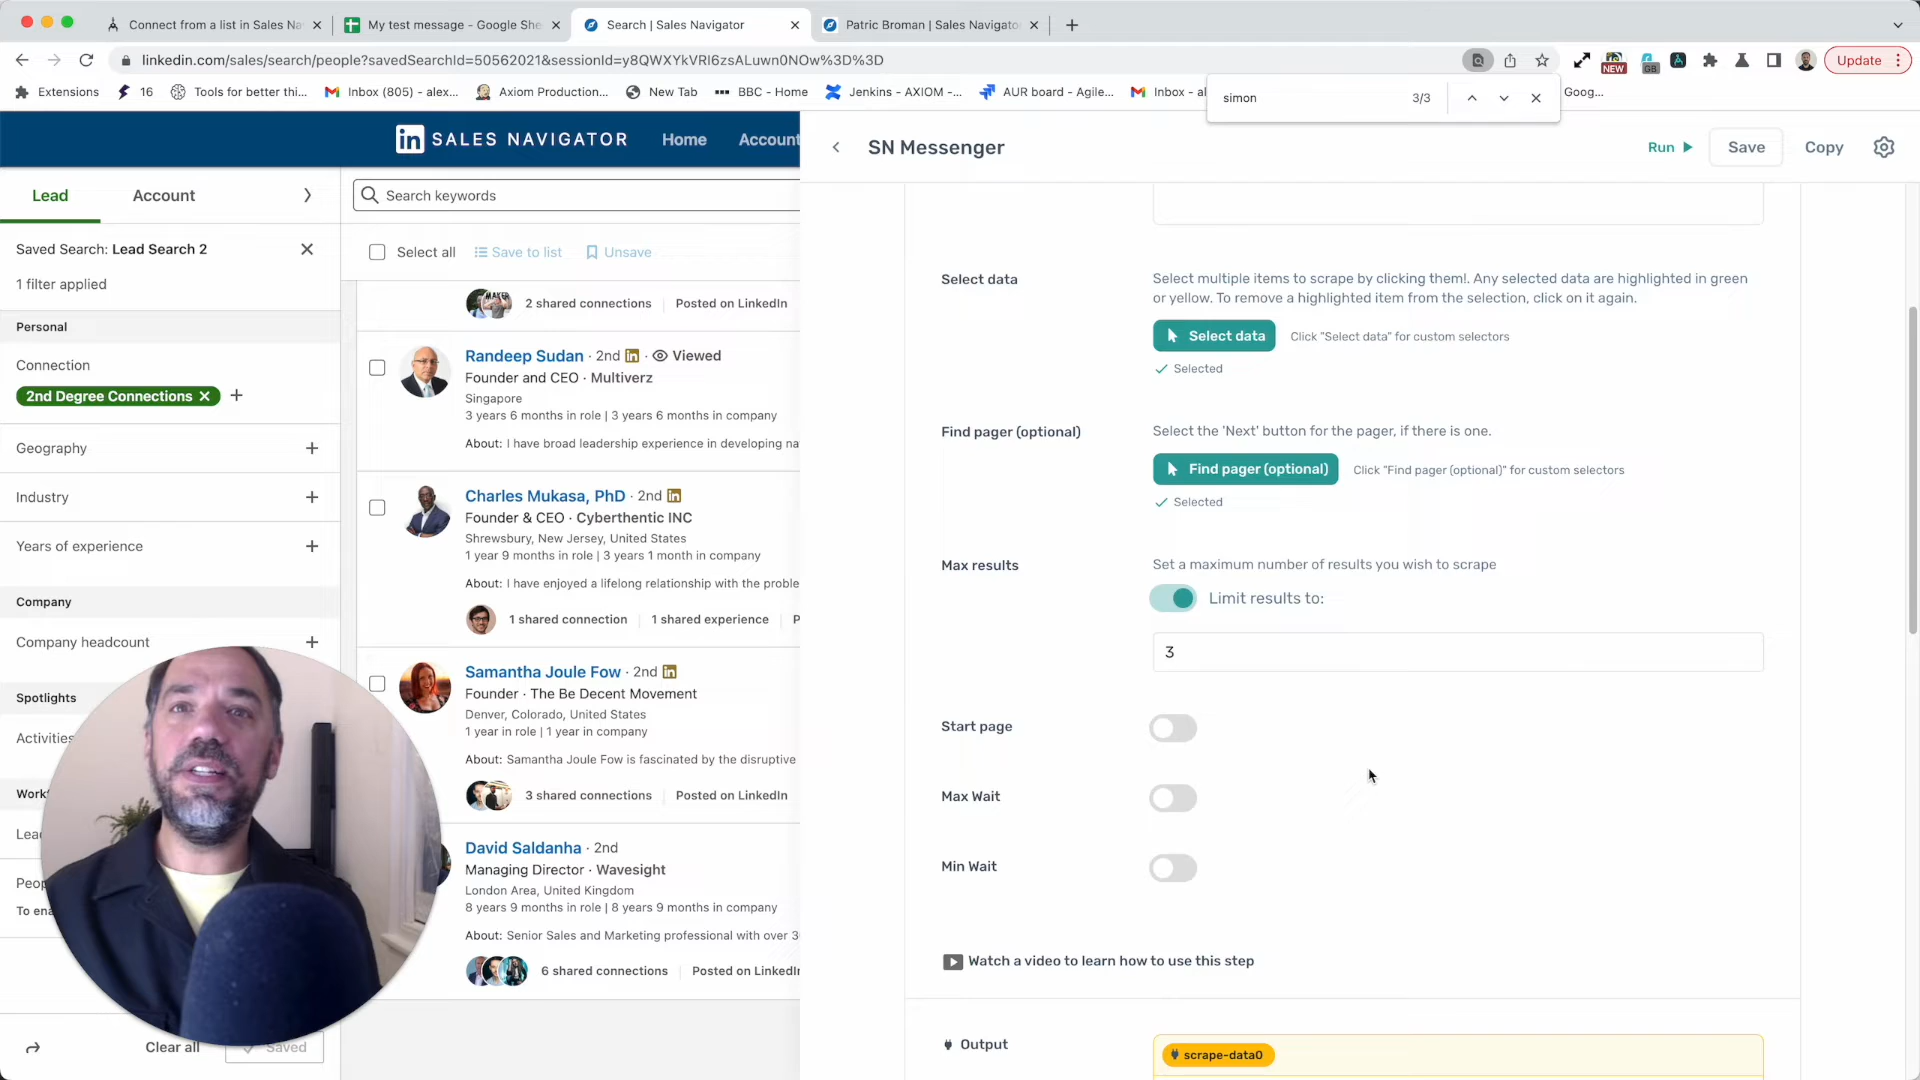 Connect from a list in Sales Na
My test message - Google She
Search | Sales Navigator
Patric Broman | Sales Navigato
linkedin.com/sales/search/people?savedSearchId=50562021&sessionId=y8QWXYkVRl6zsALuwn0NOw%3D%3D
NEW
GB
Update
Extensions
16
Tools for better thi...
Inbox (805) - alex...
Axiom Production...
New Tab
BBC - Home
Jenkins - AXIOM -...
AUR board - Agile...
Inbox - al
Goog...
simon
3/3
in SALES NAVIGATOR
Home
Account
SN Messenger
Run
Save
Copy
Lead
Account
Search keywords
Saved Search: Lead Search 2
1 filter applied
Select all
Save to list
Unsave
Personal
Connection
2nd Degree Connections
Geography
Industry
Years of experience
Company
Company headcount
Spotlights
Activities
Work
Lea
Peop
To ena
Clear all
Saved
2 shared connections
Posted on LinkedIn
Randeep Sudan · 2nd in · Viewed
Founder and CEO · Multiverz
Singapore
3 years 6 months in role | 3 years 6 months in company
About: I have broad leadership experience in developing na
Charles Mukasa, PhD · 2nd in
Founder & CEO · Cyberthentic INC
Shrewsbury, New Jersey, United States
1 year 9 months in role | 3 years 1 month in company
About: I have enjoyed a lifelong relationship with the proble
1 shared connection
1 shared experience
P
Samantha Joule Fow · 2nd in
Founder · The Be Decent Movement
Denver, Colorado, United States
1 year in role | 1 year in company
About: Samantha Joule Fow is fascinated by the disruptive
3 shared connections
Posted on LinkedIn
David Saldanha · 2nd
Managing Director · Wavesight
London Area, United Kingdom
8 years 9 months in role | 8 years 9 months in company
About: Senior Sales and Marketing professional with over 3
6 shared connections
Posted on LinkedIn
Select data
Select multiple items to scrape by clicking them!. Any selected data are highlighted in green
or yellow. To remove a highlighted item from the selection, click on it again.
Select data
Click "Select data" for custom selectors
Selected
Find pager (optional)
Select the 'Next' button for the pager, if there is one.
Find pager (optional)
Click "Find pager (optional)" for custom selectors
Selected
Max results
Set a maximum number of results you wish to scrape
Limit results to:
3
Start page
Max Wait
Min Wait
Watch a video to learn how to use this step
Output
scrape-data0